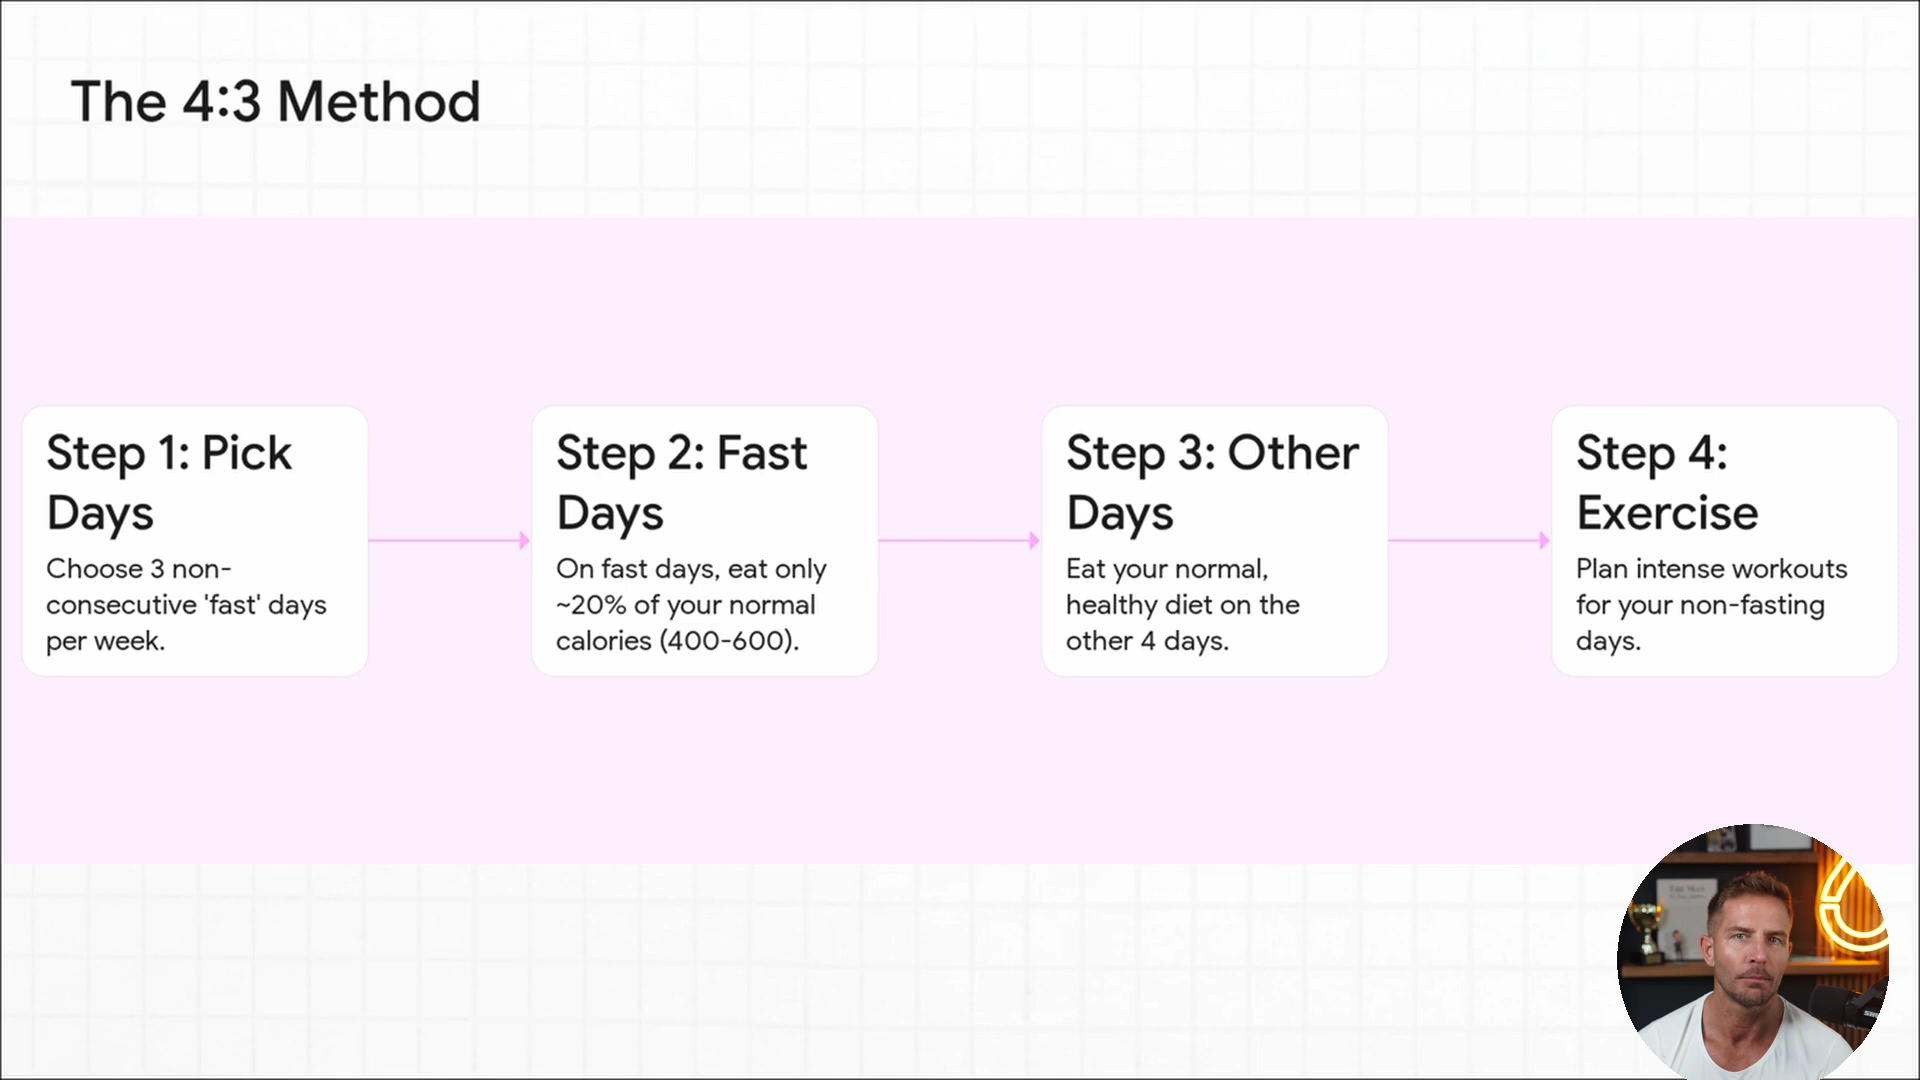 The 4:3 Method
Step 1: Pick
Days
Choose 3 non-
consecutive 'fast' days
per week.
Step 2: Fast
Days
On fast days, eat only
~20% of your normal
calories (400-600).
Step 3: Other
Days
Eat your normal,
healthy diet on the
other 4 days.
Step 4:
Exercise
Plan intense workouts
for your non-fasting
days.